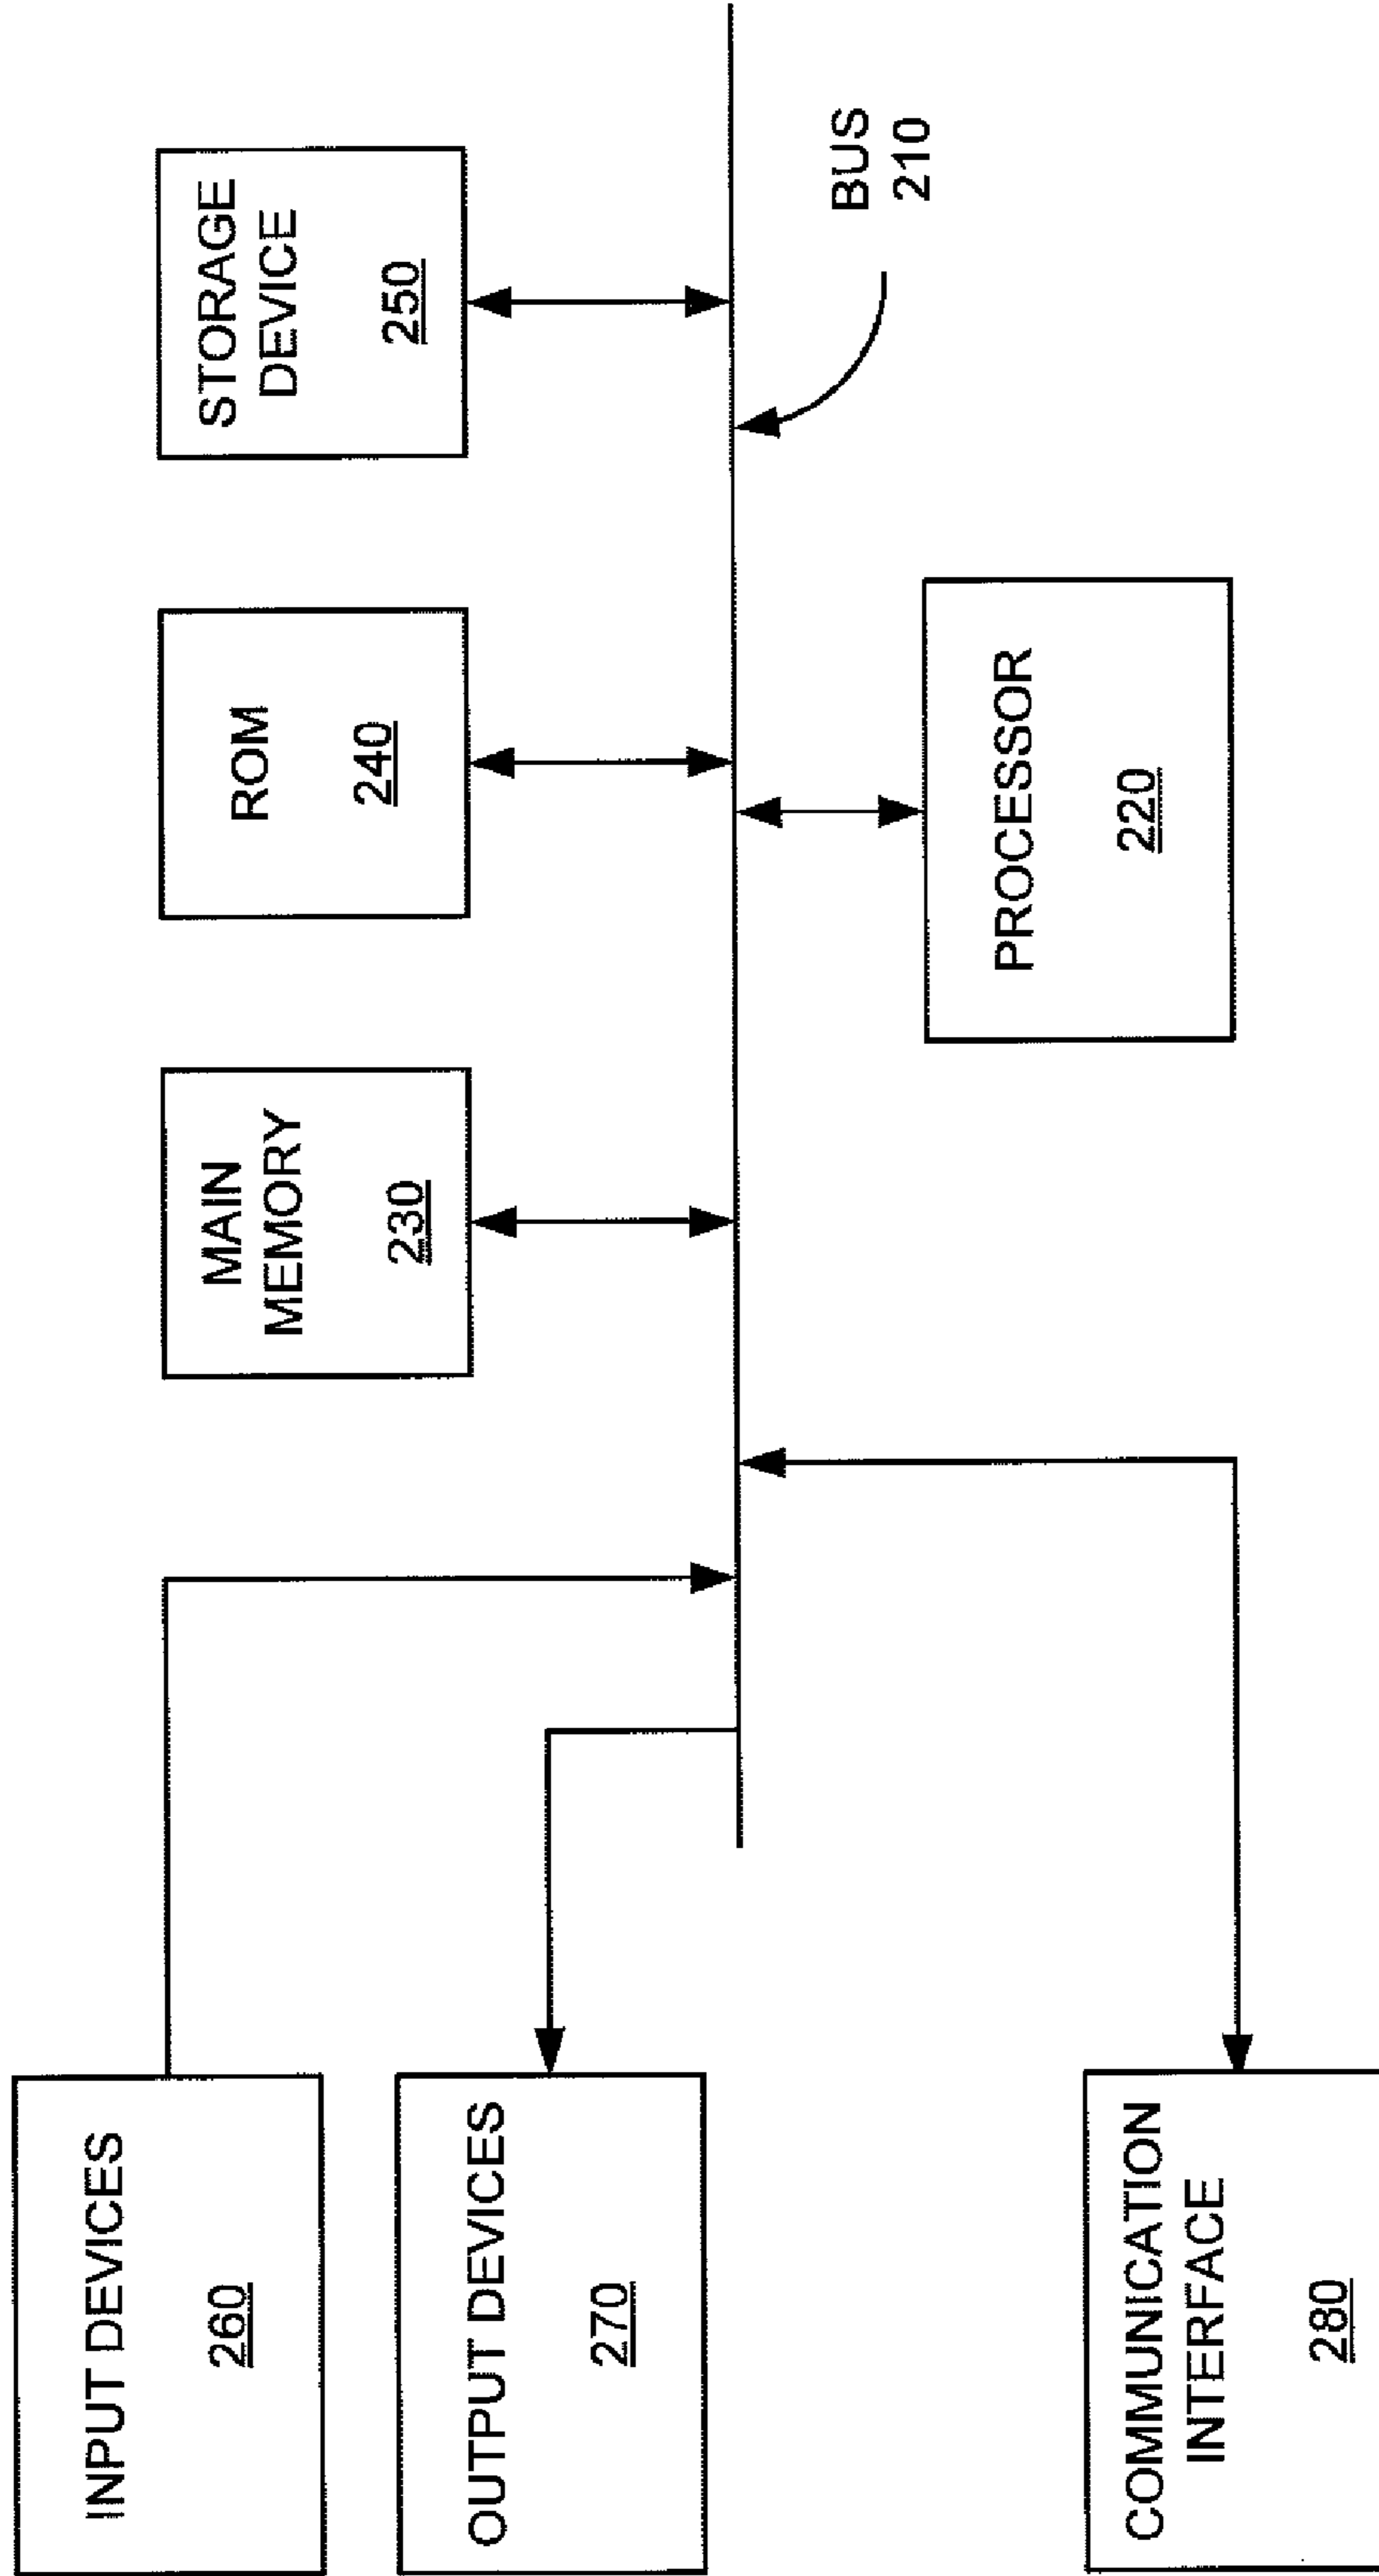 INPUT DEVICES
260
OUTPUT DEVICES
270
COMMUNICATION
INTERFACE
280
MAIN
MEMORY
230
ROM
240
STORAGE
DEVICE
250
PROCESSOR
220
BUS
210